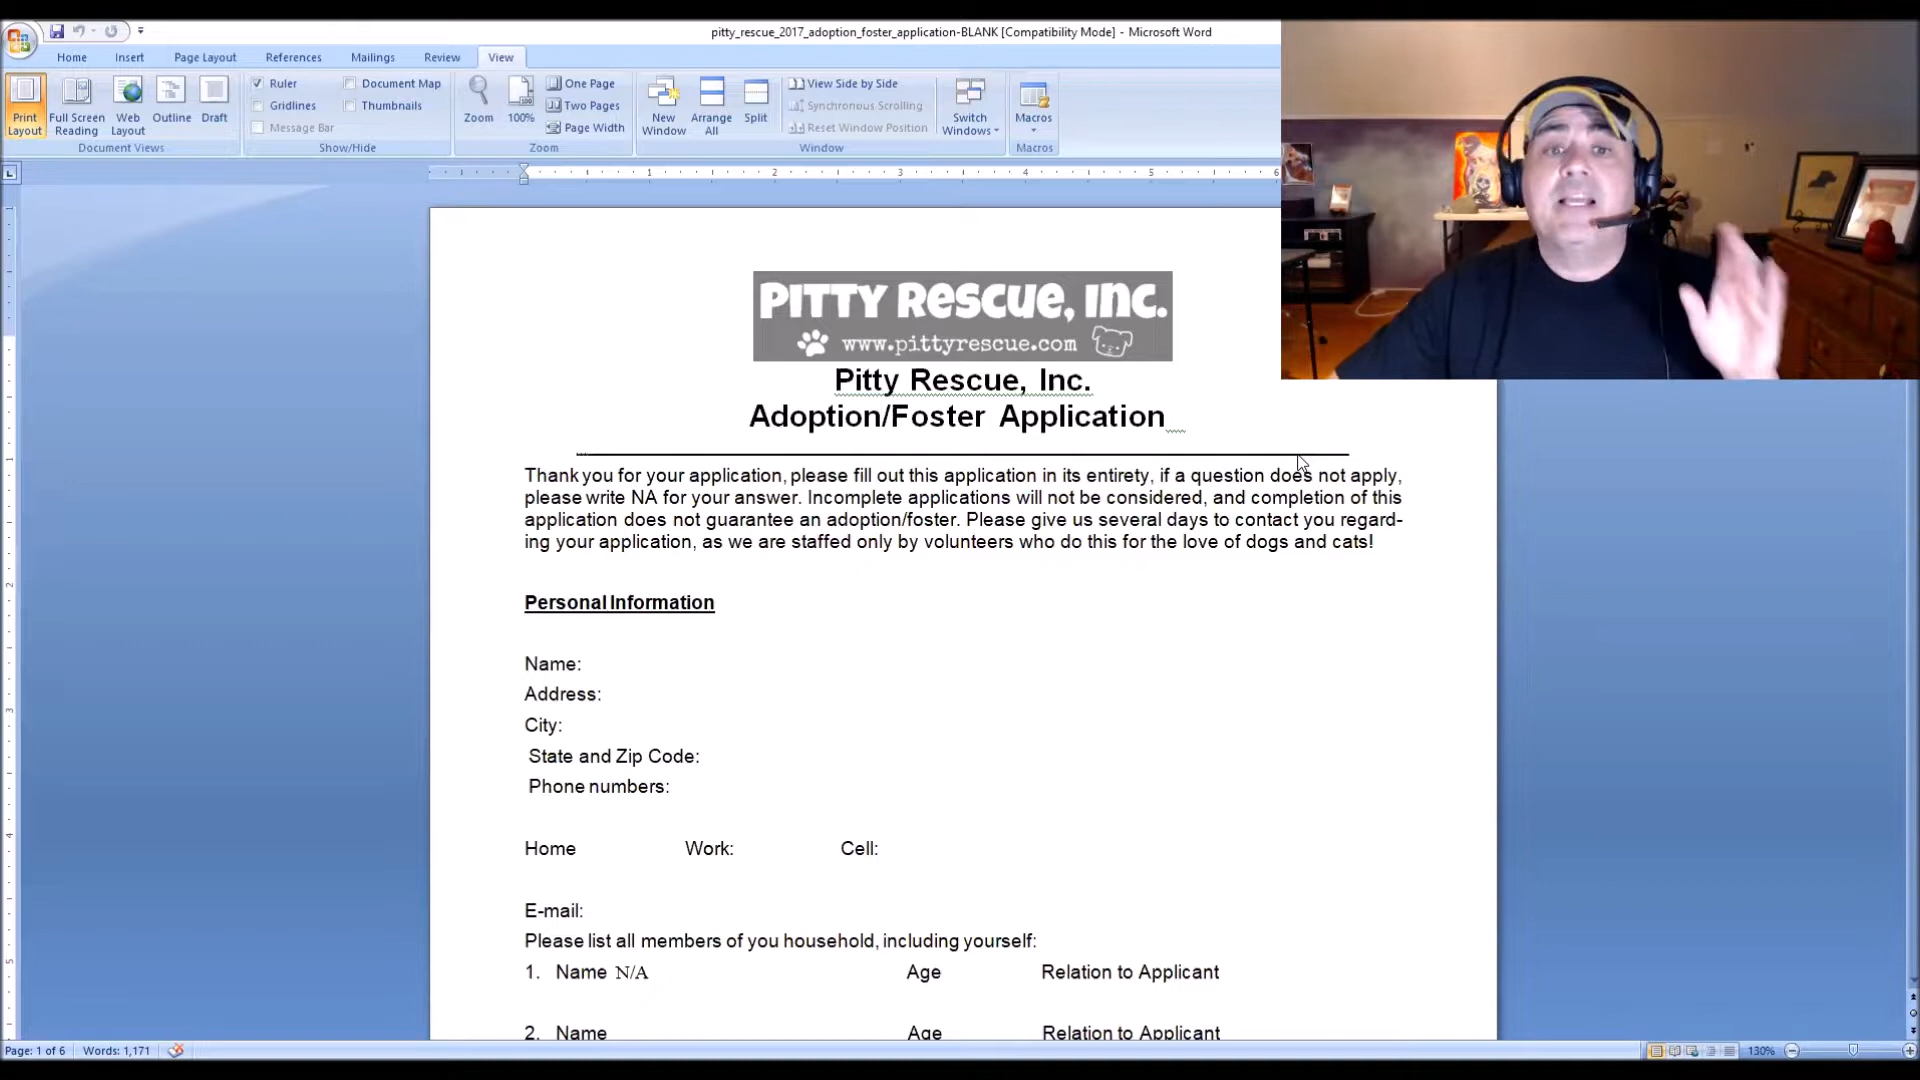 pitty_rescue_2017_adoption_foster_application-BLANK [Compatibility Mode] - Microsoft Word
Home Insert Page Layout References Mailings Review View
Print Layout
Full Screen Reading
Web Layout
Outline
Draft
Document Views
Ruler
Gridlines
Message Bar
Document Map
Thumbnails
Show/Hide
Zoom
100%
One Page
Two Pages
Page Width
Zoom
New Window
Arrange All
Split
View Side by Side
Synchronous Scrolling
Reset Window Position
Switch Windows
Window
Macros
Macros
1 1 2 3 4 5 6
PITTY RESCUE, INC.
www.pittyrescue.com
Pitty Rescue, Inc.
Adoption/Foster Application
Thank you for your application, please fill out this application in its entirety, if a question does not apply,
please write NA for your answer. Incomplete applications will not be considered, and completion of this
application does not guarantee an adoption/foster. Please give us several days to contact you regard-
ing your application, as we are staffed only by volunteers who do this for the love of dogs and cats!
Personal Information
Name:
Address:
City:
State and Zip Code:
Phone numbers:
Home Work: Cell:
E-mail:
Please list all members of you household, including yourself:
1. Name N/A Age Relation to Applicant
2. Name Age Relation to Applicant
Page: 1 of 6 Words: 1,171 130%